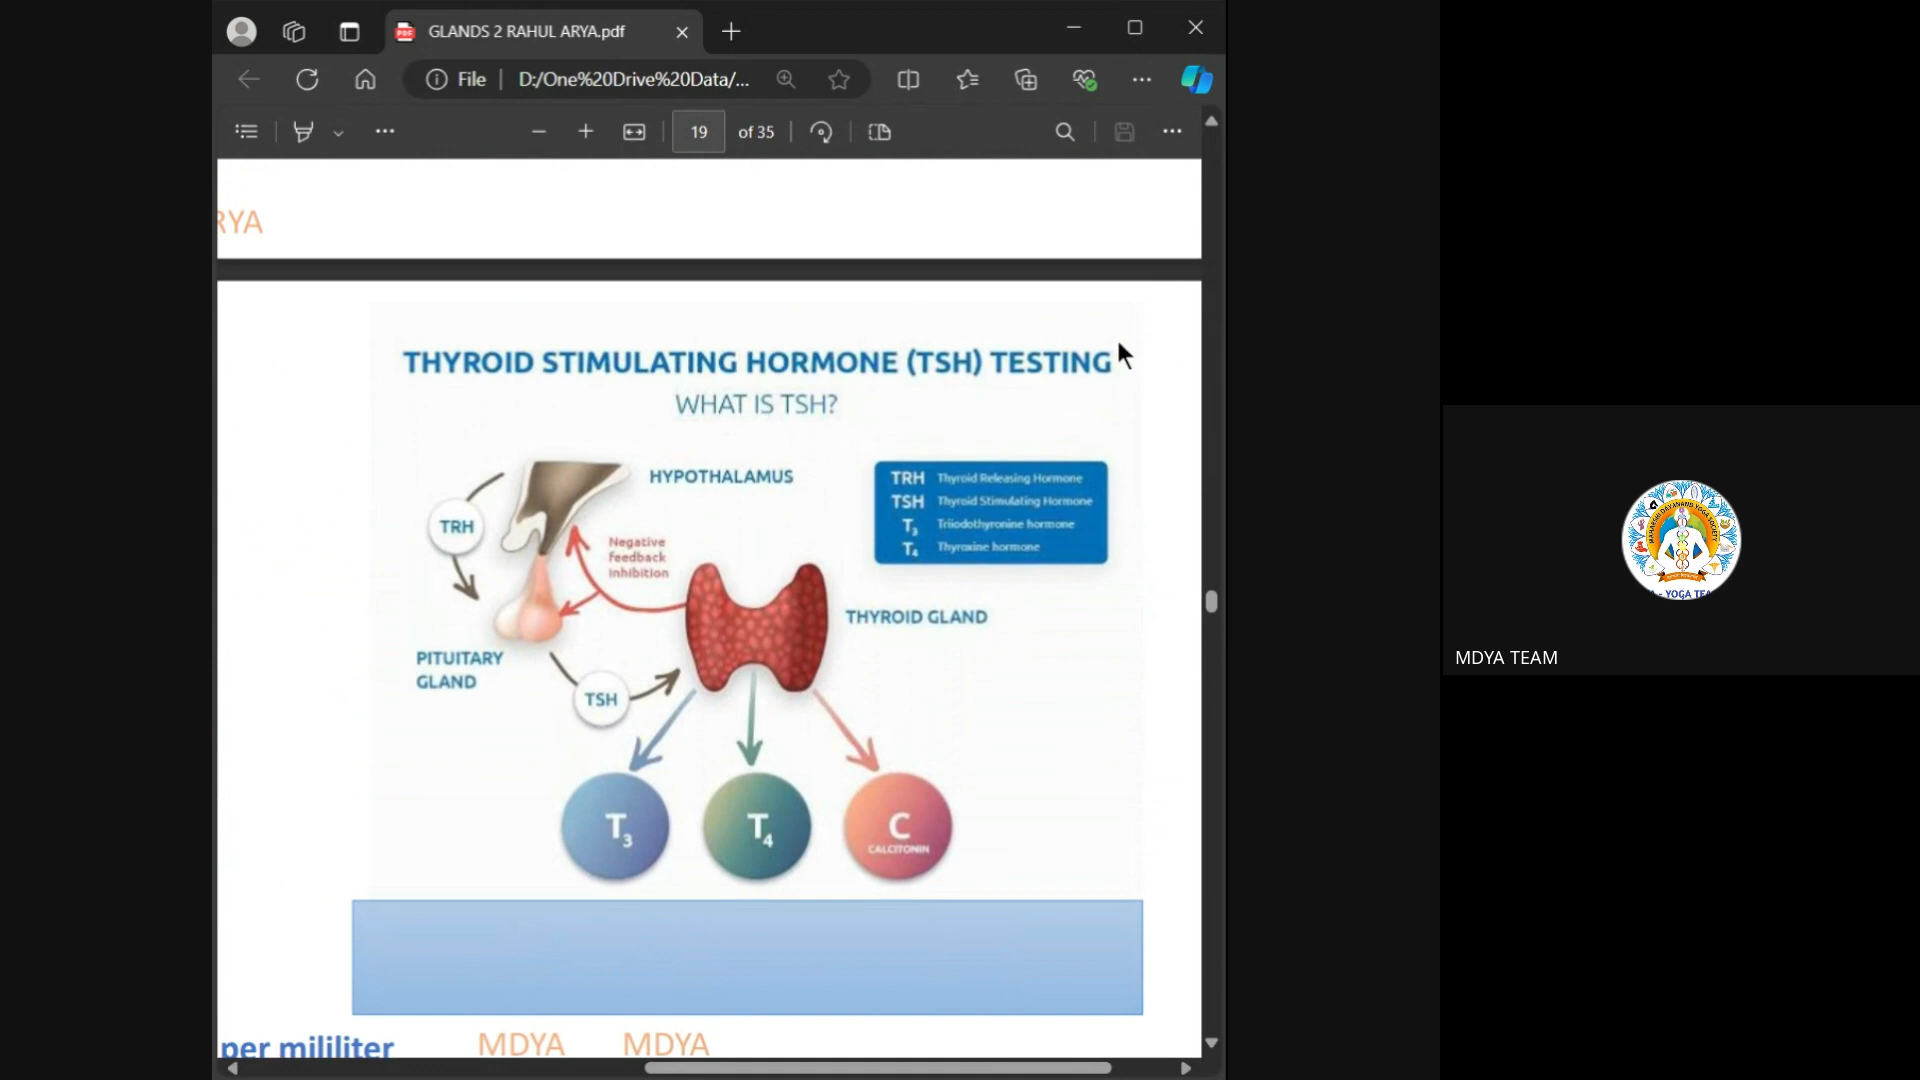 GLANDS 2 RAHUL ARYA.pdf
File
D:/One%20Drive%20Data/...
19 of 35
RYA
THYROID STIMULATING HORMONE (TSH) TESTING
WHAT IS TSH?
HYPOTHALAMUS
TRH Thyroid Releasing Hormone
TSH Thyroid Stimulating Hormone
T3 Triiodothyronine hormone
T4 Thyroxine hormone
TRH
Negative
feedback
inhibition
THYROID GLAND
PITUITARY
GLAND
TSH
T3
T4
C
CALCITONIN
per mililiter
MDYA MDYA
MDYA TEAM